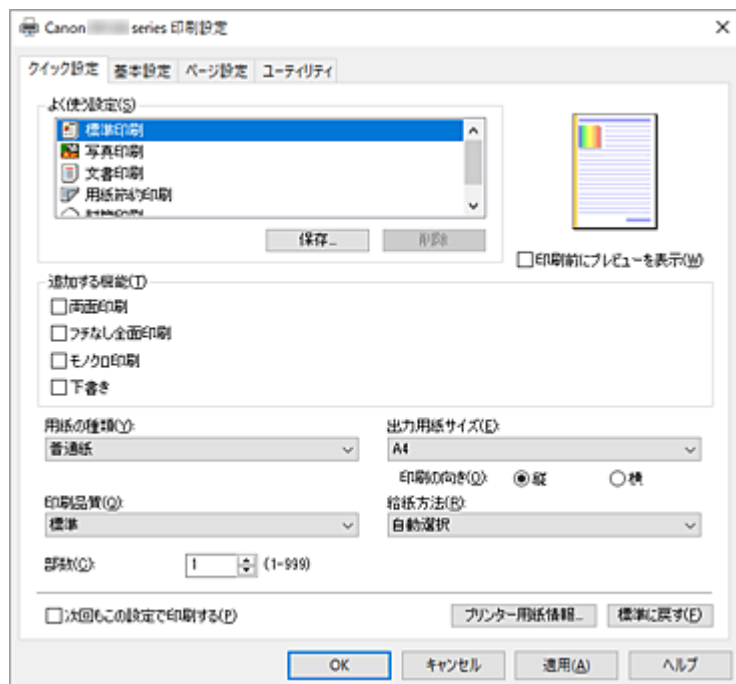 Canon series 印刷設定
クイック設定 基本設定 ページ設定 ユーティリティ
よく使う設定(S)
標準印刷
写真印刷
文書印刷
用紙節約印刷
保存... 削除
印刷前にプレビューを表示(W)
追加する機能(T)
両面印刷
フチなし全面印刷
モノクロ印刷
下書き
用紙の種類(Y): 出力用紙サイズ(E):
普通紙 A4
印刷の向き(O): 縦 横
印刷品質(Q): 給紙方法(R):
標準 自動選択
部数(C): 1 (1-999)
次回もこの設定で印刷する(P) プリンター用紙情報... 標準に戻す(F)
OK キャンセル 適用(A) ヘルプ